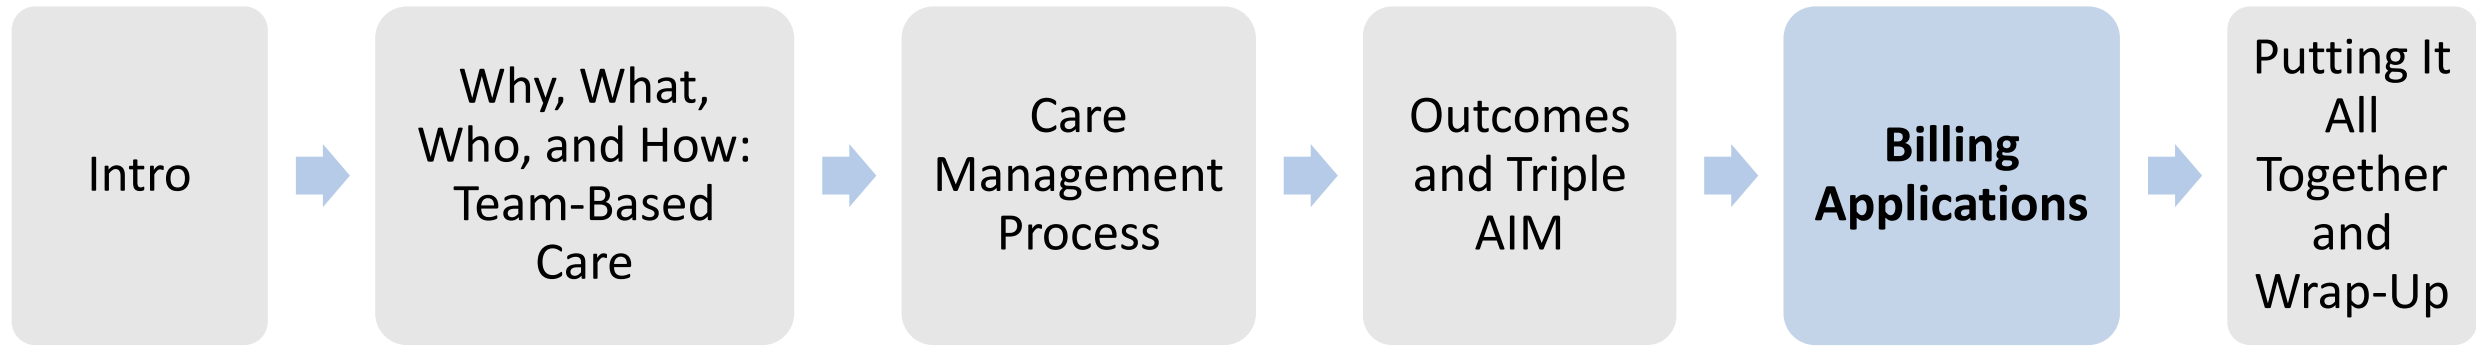 Intro
Why, What,
Who, and How:
Team-Based
Care
Care
Management
Process
Outcomes
and Triple
AIM
Billing
Applications
Putting It
All
Together
and
Wrap-Up